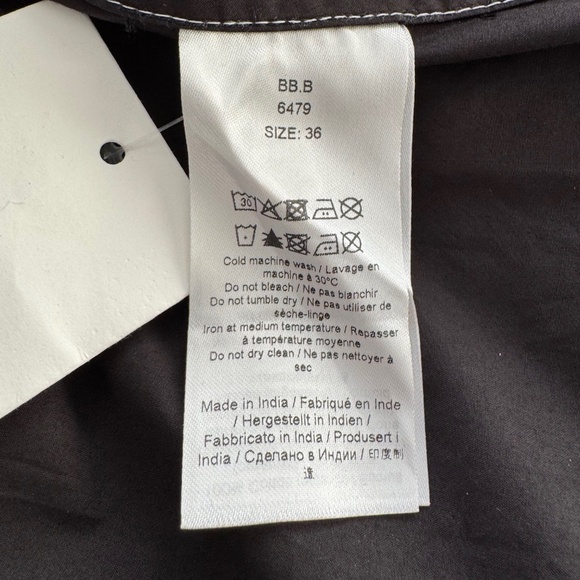 BB.B
6479
SIZE: 36
30
Cold machine wash / Lavage en
machine à 30°C
Do not bleach / Ne pas blanchir
Do not tumble dry / Ne pas utiliser de
sèche-linge
Iron at medium temperature / Repasser
à température moyenne
Do not dry clean / Ne pas nettoyer à
sec
Made in India / Fabriqué en Inde
/ Hergestellt in Indien /
Fabbricato in India / Produsert i
India / Сделано в Индии / 印度制
造